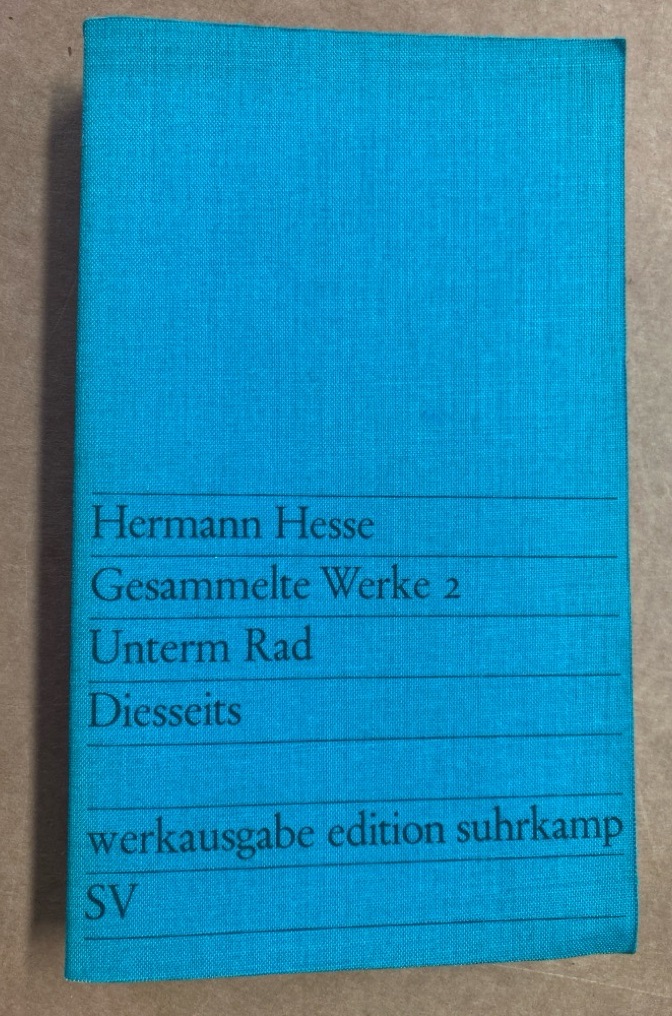 Hermann Hesse
Gesammelte Werke 2
Unterm Rad
Diesseits
werkausgabe edition suhrkamp
SV